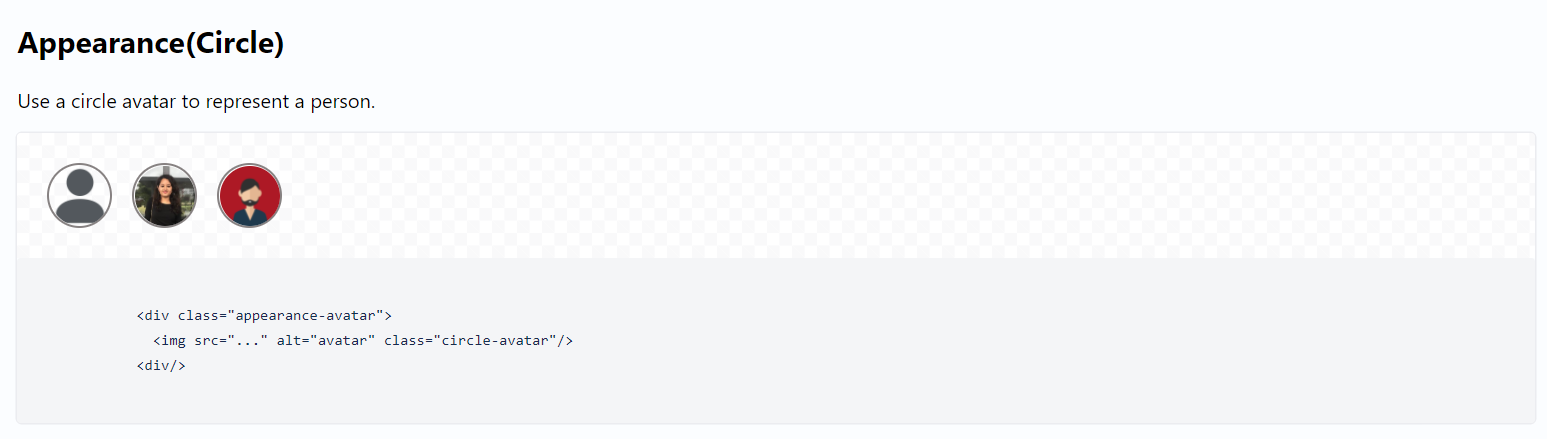 Appearance(Circle)
Use a circle avatar to represent a person.
<div class="appearance-avatar">
  <img src="..." alt="avatar" class="circle-avatar"/>
<div/>